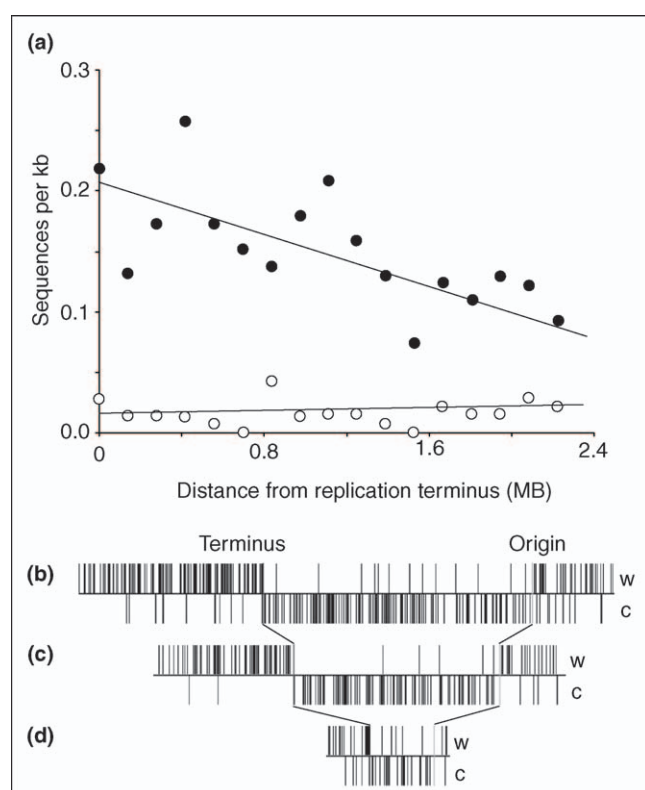 (a)
0.3
0.2
0.1
0.0
Sequences per kb
0 0.8 1.6 2.4
Distance from replication terminus (MB)
Terminus Origin
(b) W
C
(c) W
C
(d) W
C